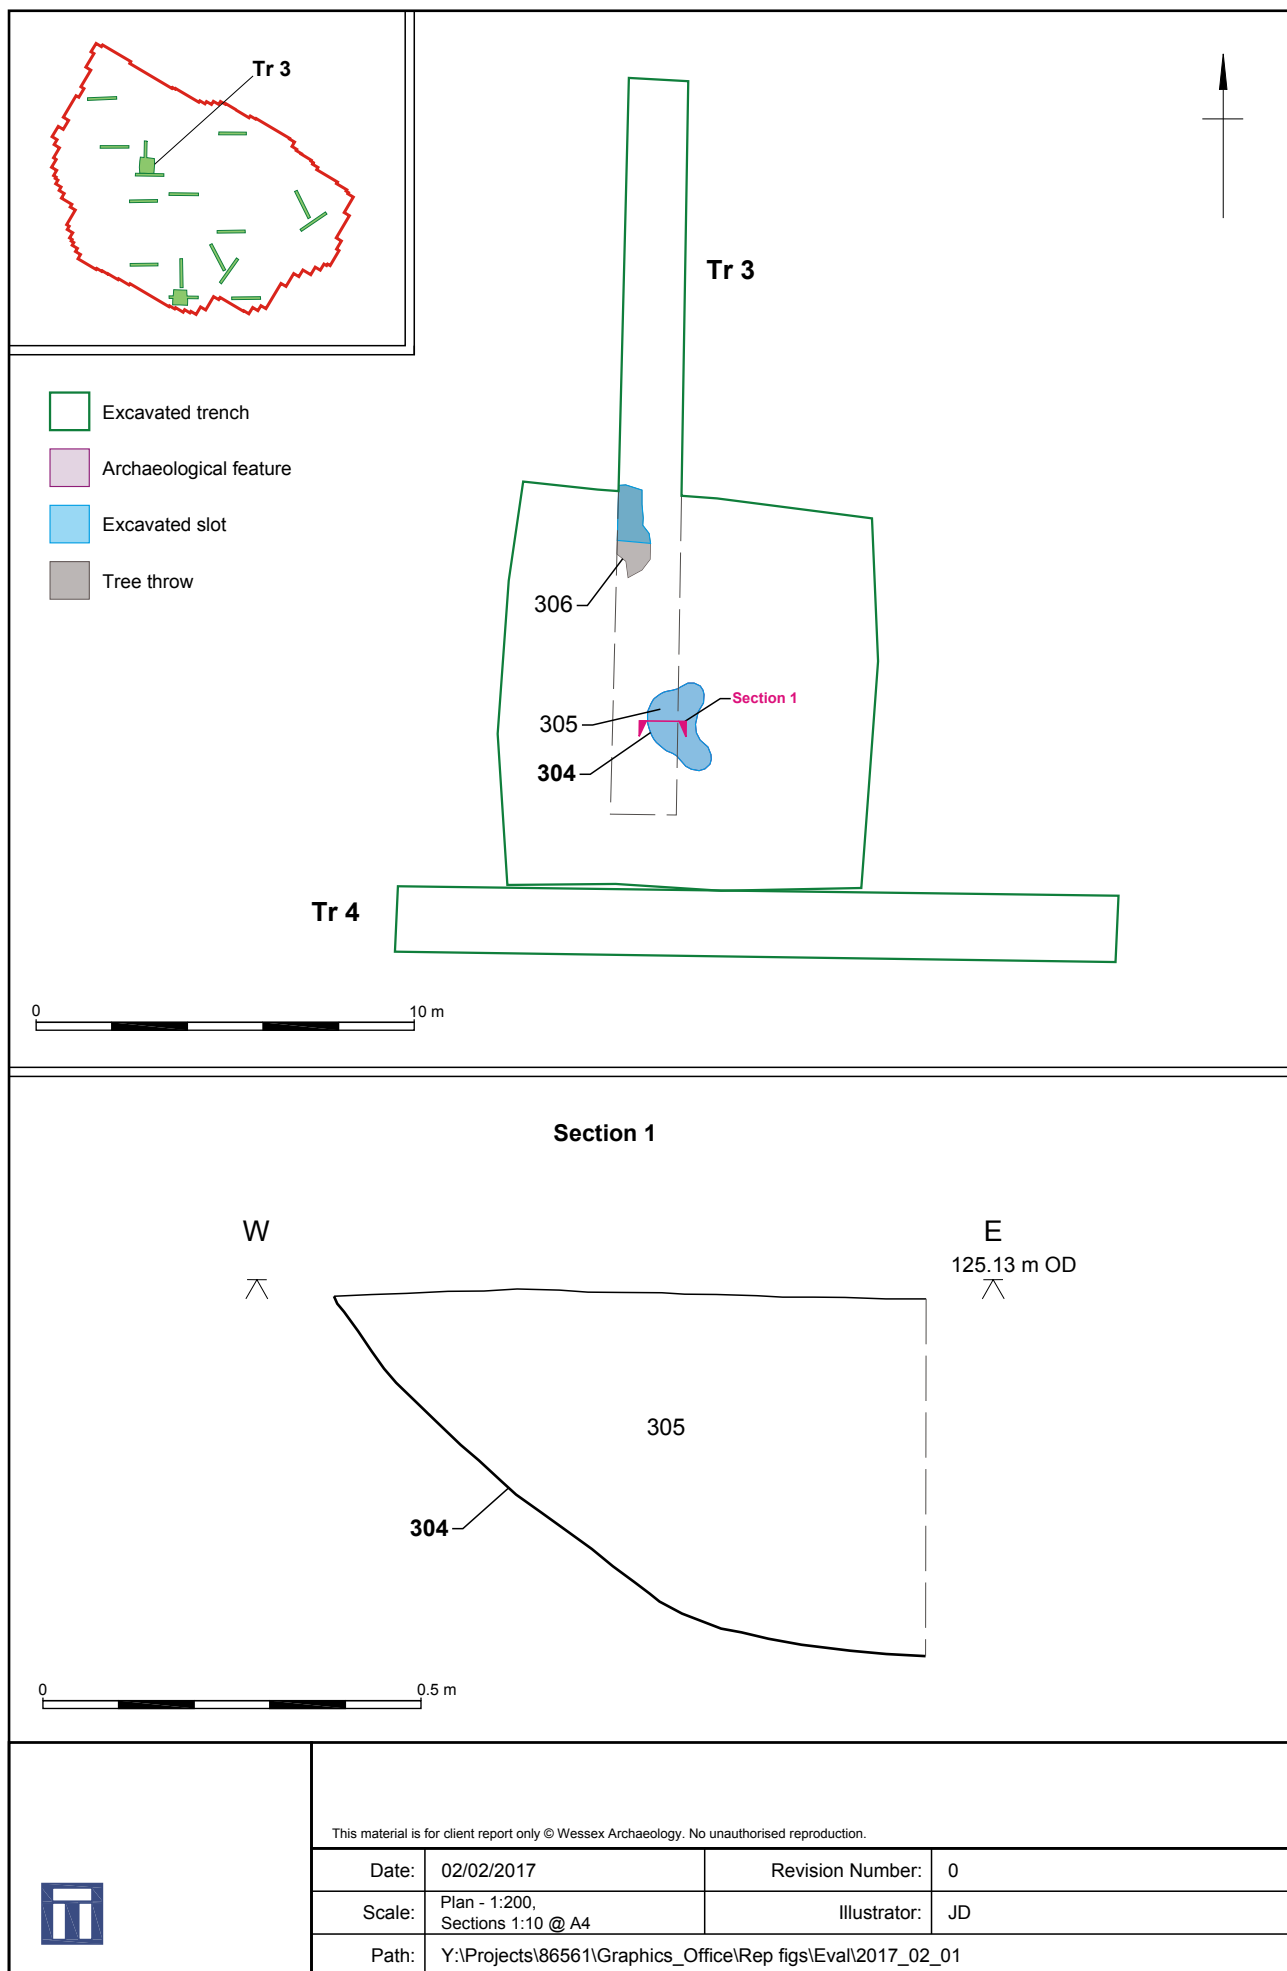 Tr 3
Excavated trench
Archaeological feature
Excavated slot
Tree throw
Tr 3
306
305
Section 1
304
Tr 4
0 10 m
Section 1
W E
125.13 m OD
305
304
0 0.5 m
This material is for client report only © Wessex Archaeology. No unauthorised reproduction.
Date: 02/02/2017 Revision Number: 0
Scale: Plan - 1:200,
Sections 1:10 @ A4 Illustrator: JD
Path: Y:\Projects\86561\Graphics_Office\Rep figs\Eval\2017_02_01